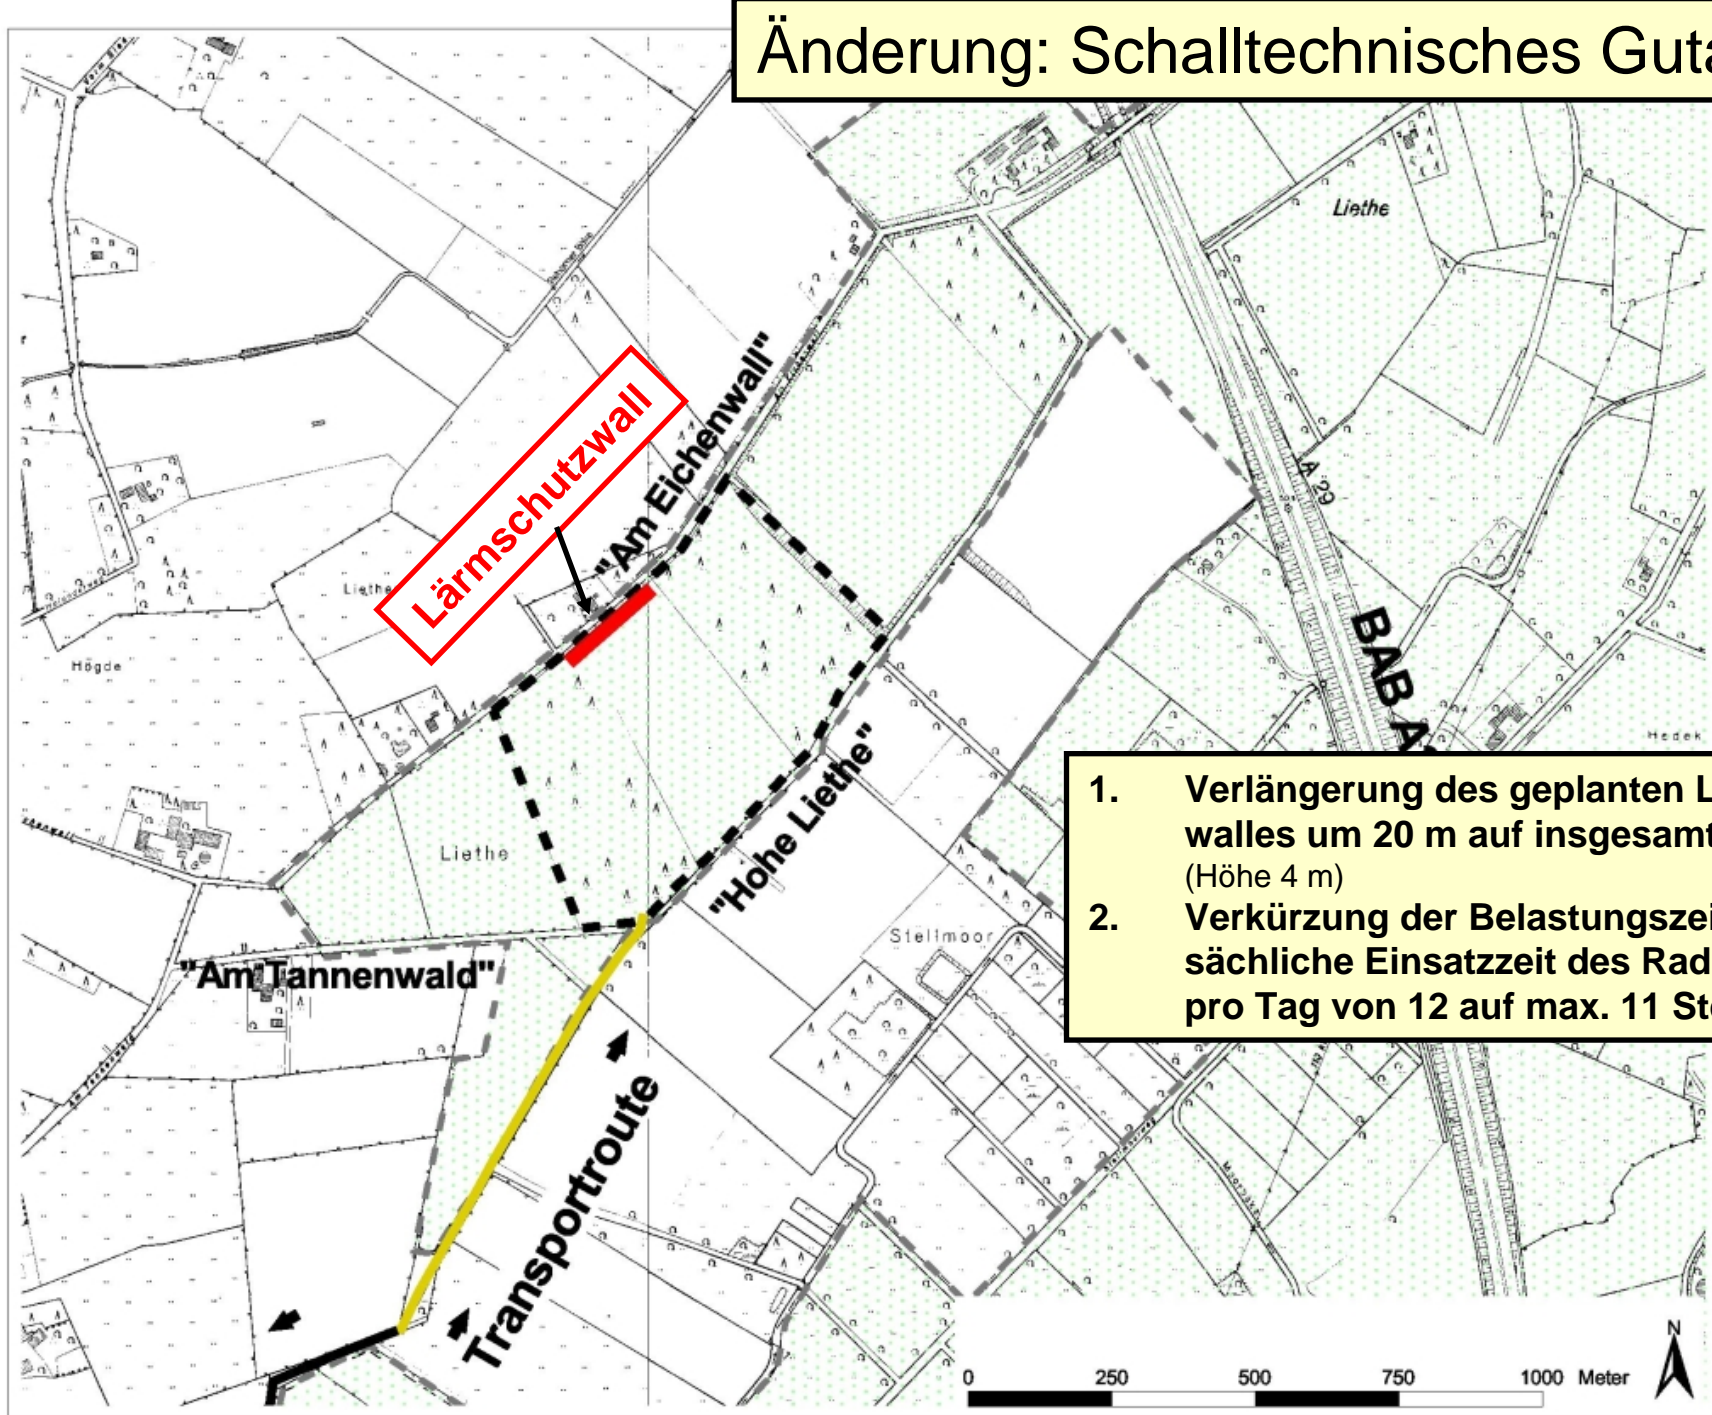 Änderung: Schalltechnisches Guta
Liethe
"Am Eichenwall"
Lärmschutzwall
A 29
Liethe
Högde
BAB A
Hedek
"Hohe Liethe"
Liethe
1. Verlängerung des geplanten L
walles um 20 m auf insgesamt
(Höhe 4 m)
2. Verkürzung der Belastungszei
sächliche Einsatzzeit des Rad
pro Tag von 12 auf max. 11 St
Stellmoor
"Am Tannenwald"
Am Tannenwald
Transportroute
N
0 250 500 750 1000 Meter